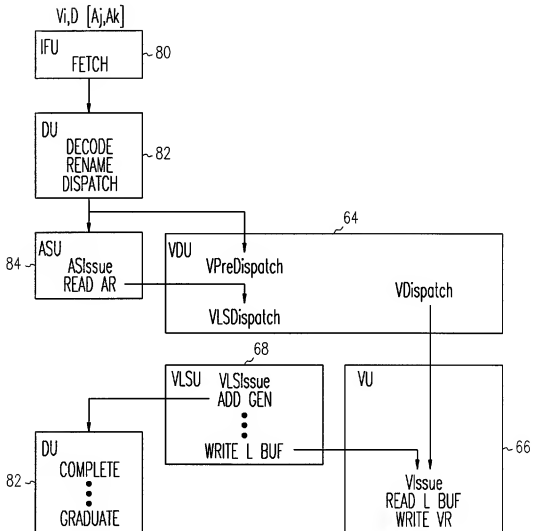 Vi,D [Aj,Ak]
IFU
FETCH
80
DU
DECODE
RENAME
DISPATCH
82
64
ASU
ASIssue
READ AR
84
VDU
VPreDispatch
VLSDispatch
VDispatch
68
VLSU
VLSIssue
ADD GEN
WRITE L BUF
VU
VIssue
READ L BUF
WRITE VR
66
DU
COMPLETE
GRADUATE
82